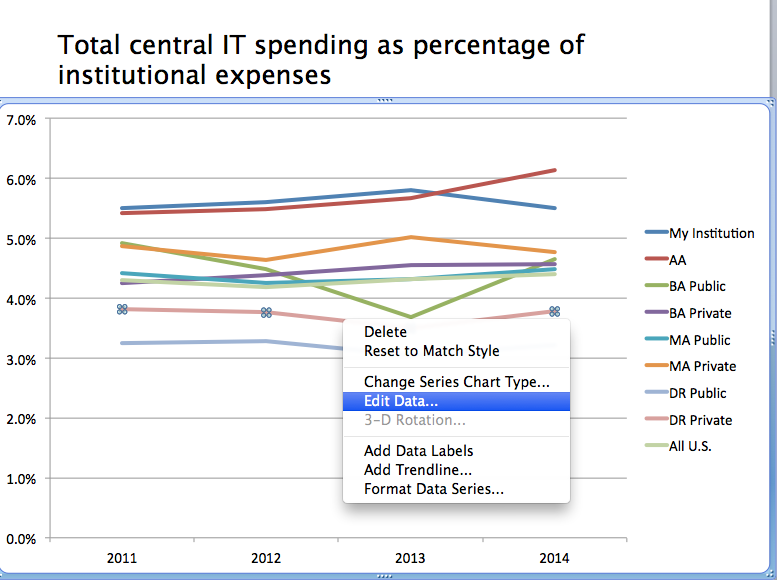 Total central IT spending as percentage of
institutional expenses
7.0%
6.0%
5.0%
4.0%
3.0%
2.0%
1.0%
0.0%
2011
2012
2013
2014
My Institution
AA
BA Public
BA Private
MA Public
MA Private
DR Public
DR Private
All U.S.
Delete
Reset to Match Style
Change Series Chart Type...
Edit Data...
3-D Rotation...
Add Data Labels
Add Trendline...
Format Data Series...